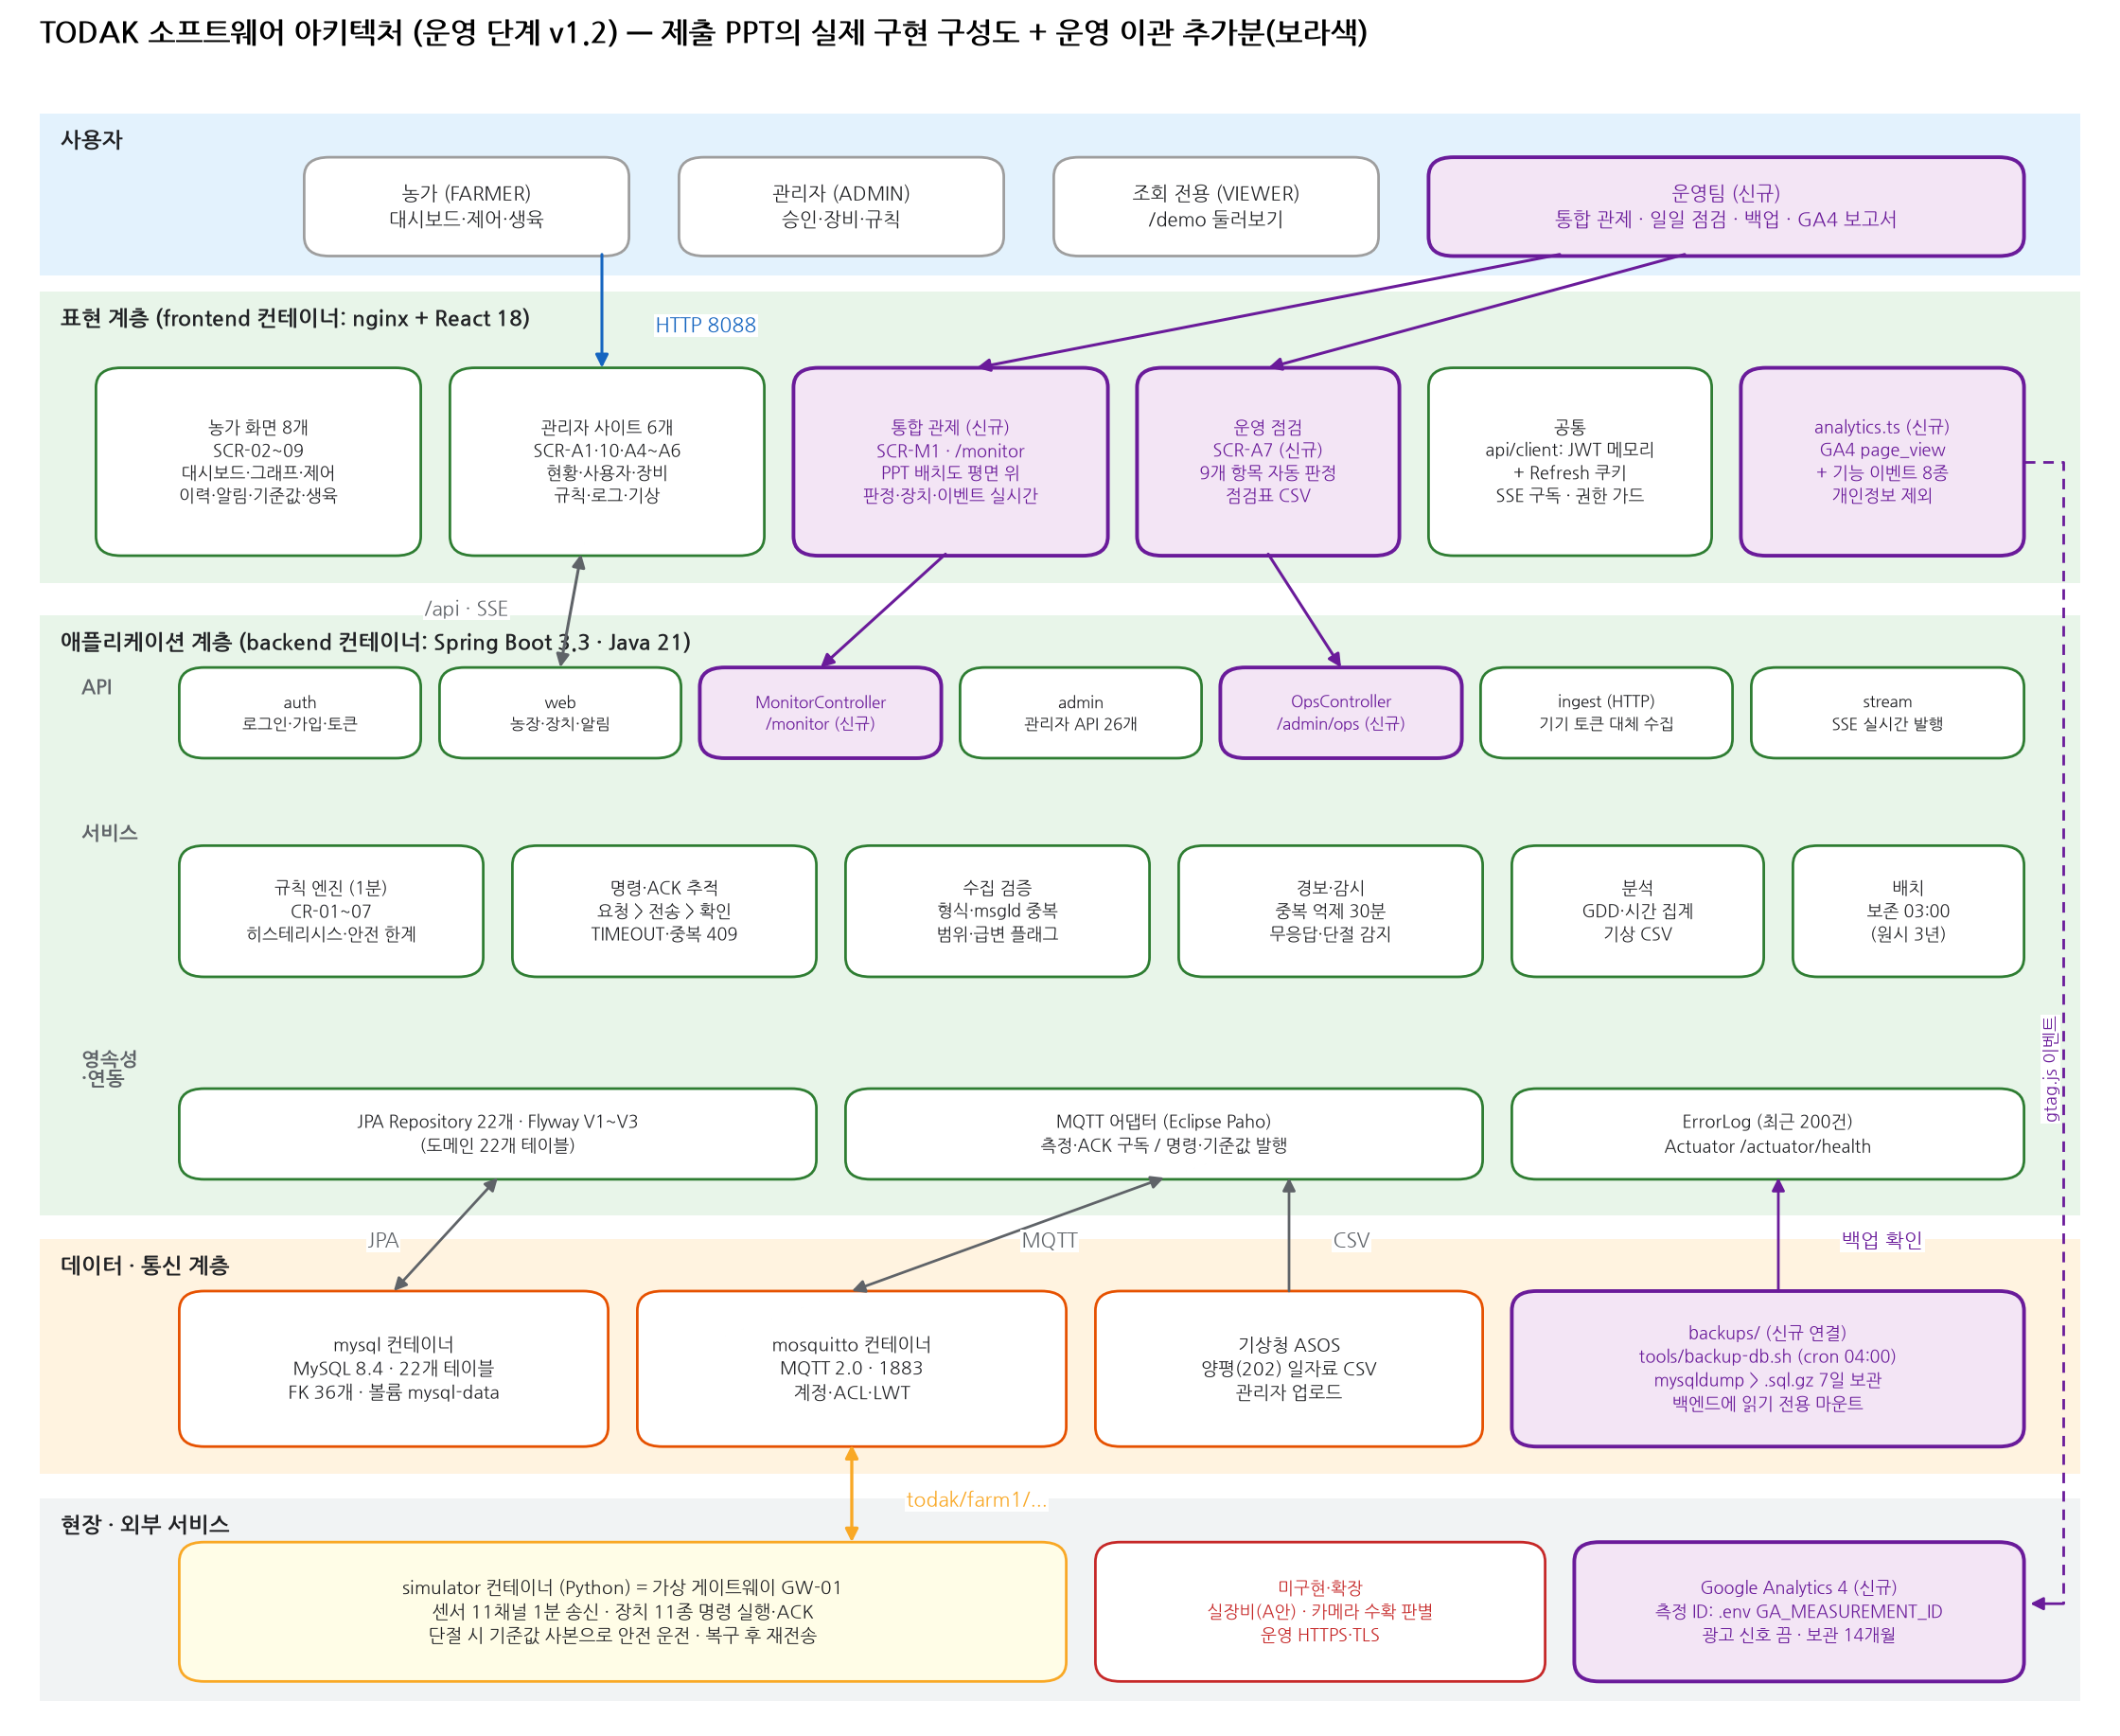 TODAK 소프트웨어 아키텍처 (운영 단계 v1.2) — 제출 PPT의 실제 구현 구성도 + 운영 이관 추가분(보라색)
사용자
농가 (FARMER)
대시보드·제어·생육
관리자 (ADMIN)
승인·장비·규칙
조회 전용 (VIEWER)
/demo 둘러보기
운영팀 (신규)
통합 관제 · 일일 점검 · 백업 · GA4 보고서
표현 계층 (frontend 컨테이너: nginx + React 18)
HTTP 8088
농가 화면 8개
SCR-02~09
대시보드·그래프·제어
이력·알림·기준값·생육
관리자 사이트 6개
SCR-A1·10·A4~A6
현황·사용자·장비
규칙·로그·기상
통합 관제 (신규)
SCR-M1 · /monitor
PPT 배치도 평면 위
판정·장치·이벤트 실시간
운영 점검
SCR-A7 (신규)
9개 항목 자동 판정
점검표 CSV
공통
api/client: JWT 메모리
+ Refresh 쿠키
SSE 구독 · 권한 가드
analytics.ts (신규)
GA4 page_view
+ 기능 이벤트 8종
개인정보 제외
/api · SSE
애플리케이션 계층 (backend 컨테이너: Spring Boot 3.3 · Java 21)
API
auth
로그인·가입·토큰
web
농장·장치·알림
MonitorController
/monitor (신규)
admin
관리자 API 26개
OpsController
/admin/ops (신규)
ingest (HTTP)
기기 토큰 대체 수집
stream
SSE 실시간 발행
서비스
규칙 엔진 (1분)
CR-01~07
히스테리시스·안전 한계
명령·ACK 추적
요청 > 전송 > 확인
TIMEOUT·중복 409
수집 검증
형식·msgId 중복
범위·급변 플래그
경보·감시
중복 억제 30분
무응답·단절 감지
분석
GDD·시간 집계
기상 CSV
배치
보존 03:00
(원시 3년)
gtag.js 이벤트
영속성
·연동
JPA Repository 22개 · Flyway V1~V3
(도메인 22개 테이블)
MQTT 어댑터 (Eclipse Paho)
측정·ACK 구독 / 명령·기준값 발행
ErrorLog (최근 200건)
Actuator /actuator/health
JPA
MQTT
CSV
백업 확인
데이터 · 통신 계층
mysql 컨테이너
MySQL 8.4 · 22개 테이블
FK 36개 · 볼륨 mysql-data
mosquitto 컨테이너
MQTT 2.0 · 1883
계정·ACL·LWT
기상청 ASOS
양평(202) 일자료 CSV
관리자 업로드
backups/ (신규 연결)
tools/backup-db.sh (cron 04:00)
mysqldump > .sql.gz 7일 보관
백엔드에 읽기 전용 마운트
todak/farm1/...
현장 · 외부 서비스
simulator 컨테이너 (Python) = 가상 게이트웨이 GW-01
센서 11채널 1분 송신 · 장치 11종 명령 실행·ACK
단절 시 기준값 사본으로 안전 운전 · 복구 후 재전송
미구현·확장
실장비(A안) · 카메라 수확 판별
운영 HTTPS·TLS
Google Analytics 4 (신규)
측정 ID: .env GA_MEASUREMENT_ID
광고 신호 끔 · 보관 14개월